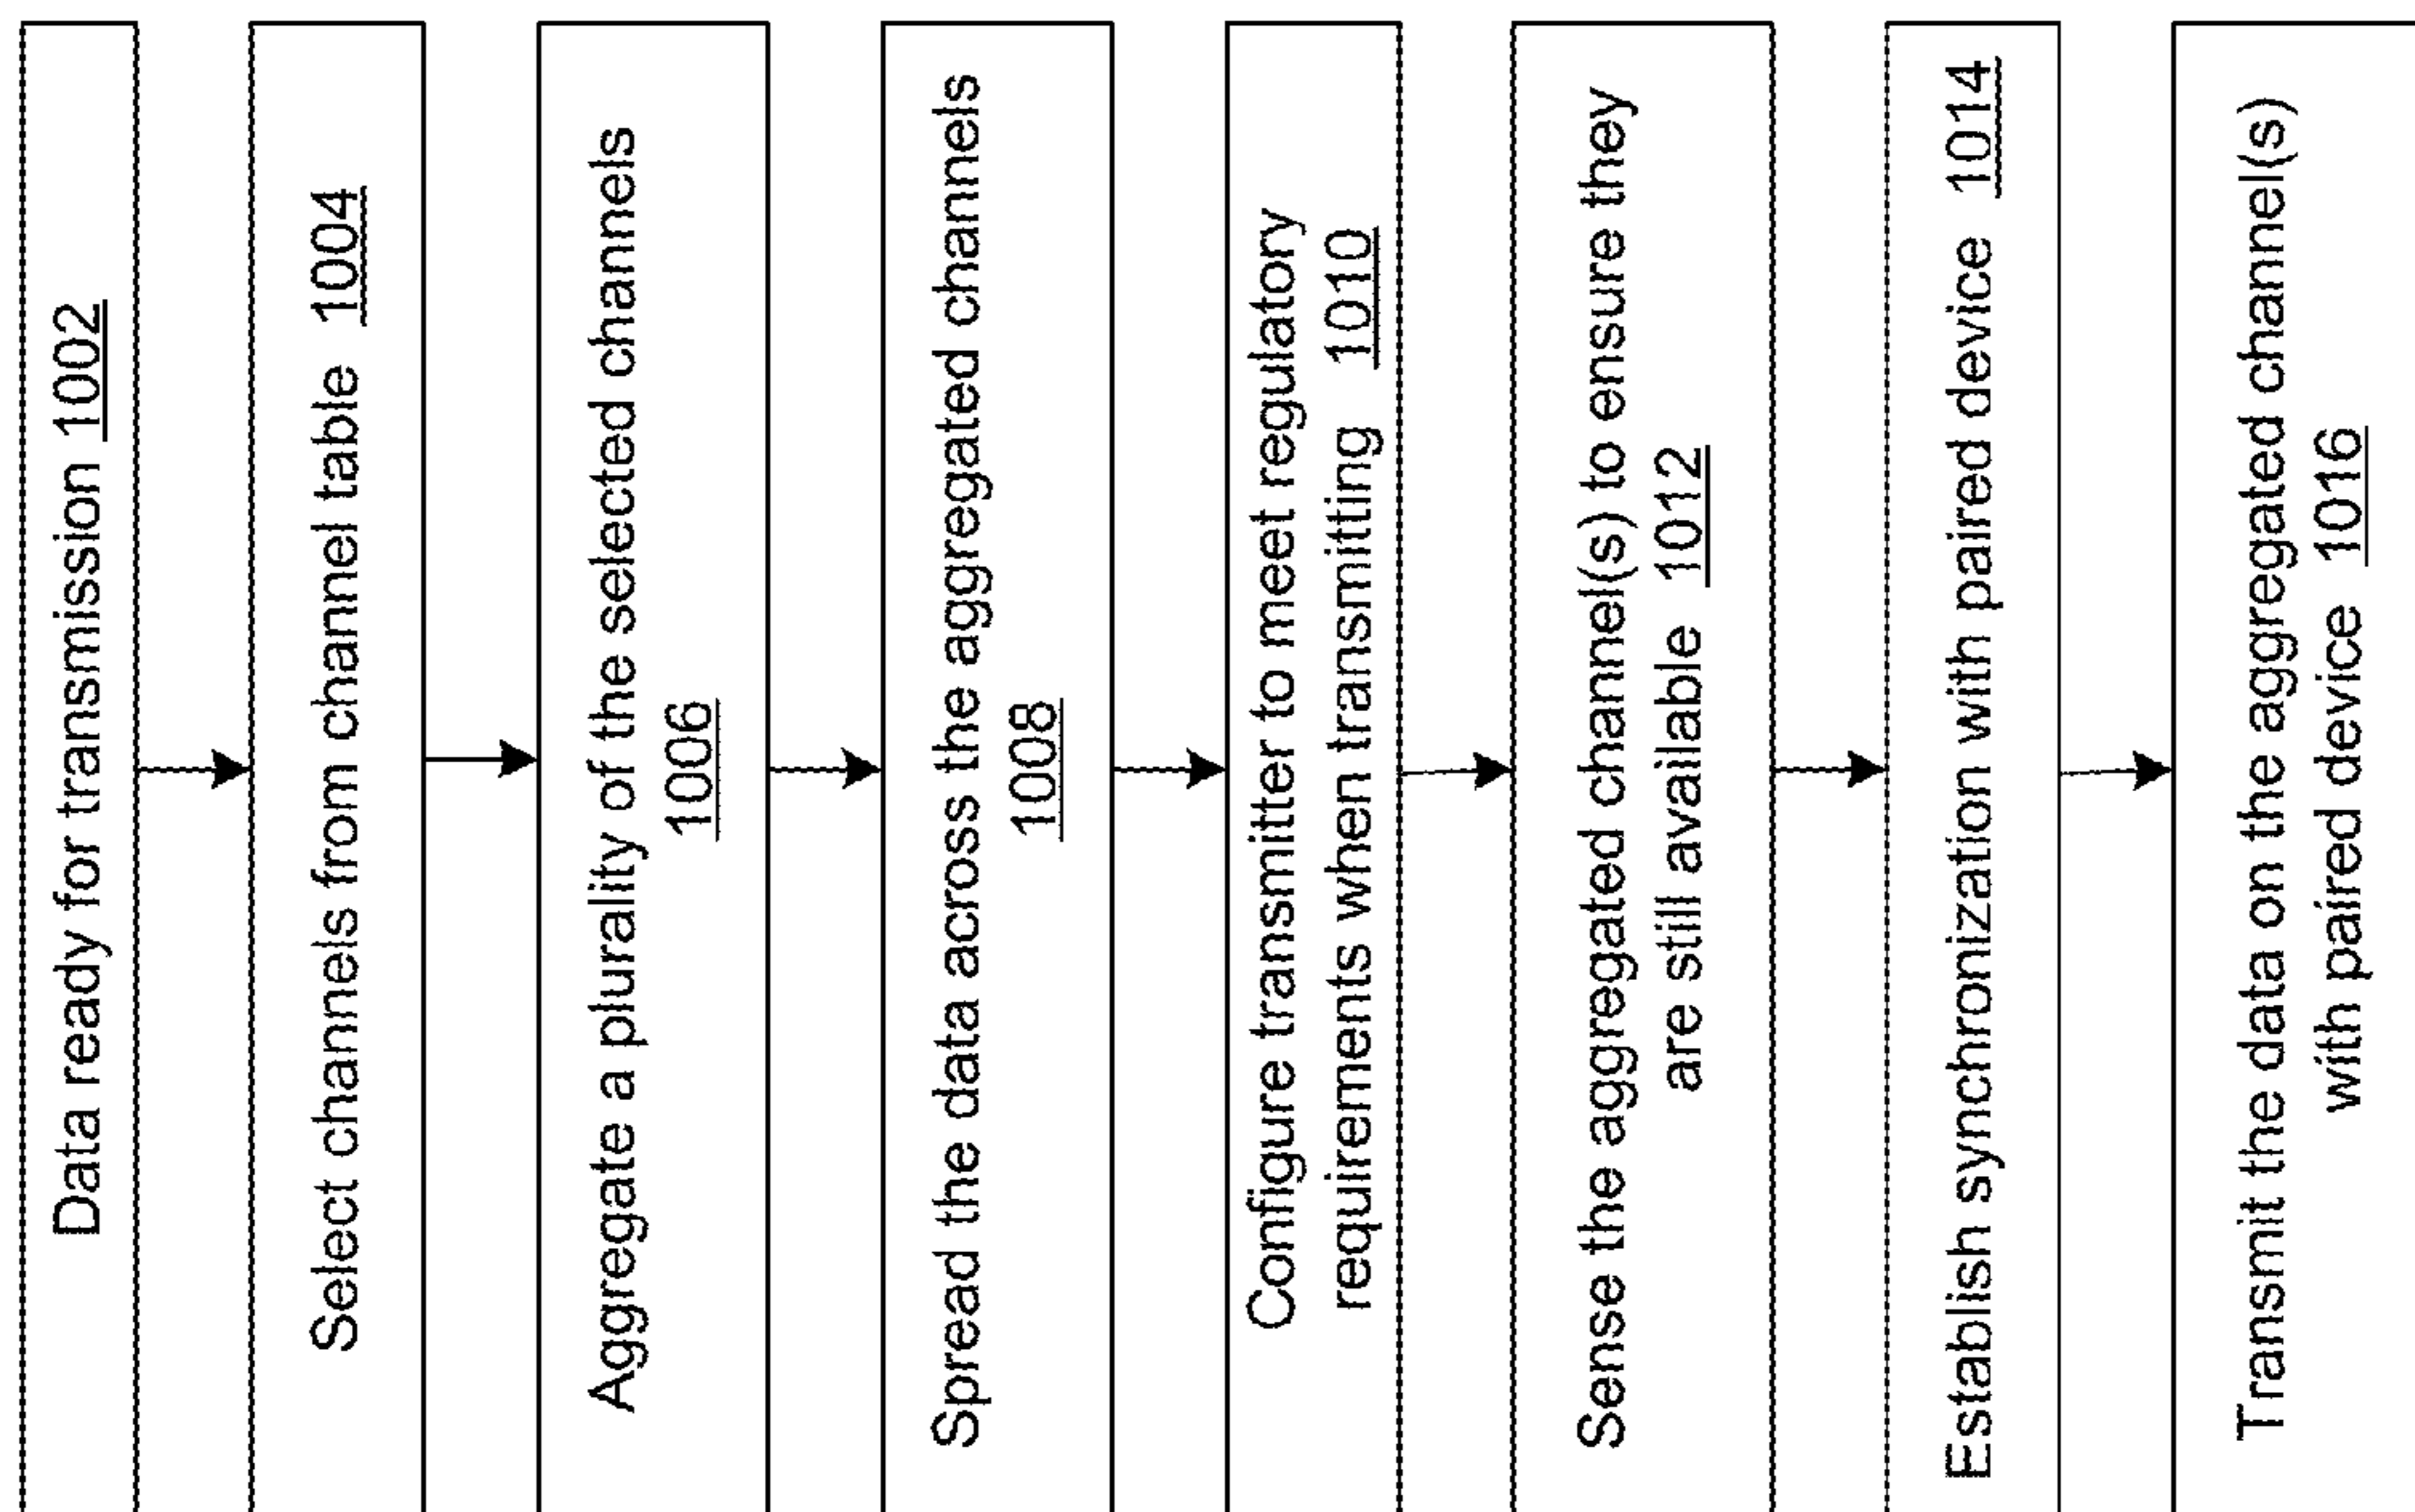 Data ready for transmission 1002
Select channels from channel table 1004
Aggregate a plurality of the selected channels
1006
Spread the data across the aggregated channels
1008
Configure transmitter to meet regulatory
requirements when transmitting 1010
Sense the aggregated channel(s) to ensure they
are still available 1012
Establish synchronization with paired device 1014
Transmit the data on the aggregated channel(s)
with paired device 1016